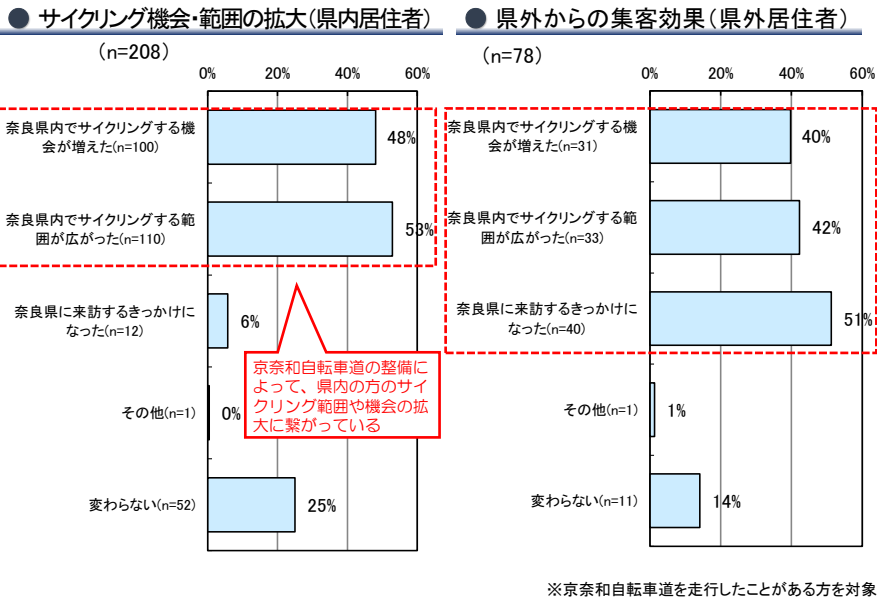 ● サイクリング機会・範囲の拡大(県内居住者)
(n=208)
0% 20% 40% 60%
奈良県内でサイクリングする機
会が増えた(n=100)
48%
奈良県内でサイクリングする範
囲が広がった(n=110)
53%
奈良県に来訪するきっかけに
なった(n=12)
6%
京奈和自転車道の整備に
よって、県内の方のサイ
クリング範囲や機会の拡
大に繋がっている
その他(n=1)
0%
変わらない(n=52)
25%
● 県外からの集客効果(県外居住者)
(n=78)
0% 20% 40% 60%
奈良県内でサイクリングする機
会が増えた(n=31)
40%
奈良県内でサイクリングする範
囲が広がった(n=33)
42%
奈良県に来訪するきっかけに
なった(n=40)
51%
その他(n=1)
1%
変わらない(n=11)
14%
※京奈和自転車道を走行したことがある方を対象